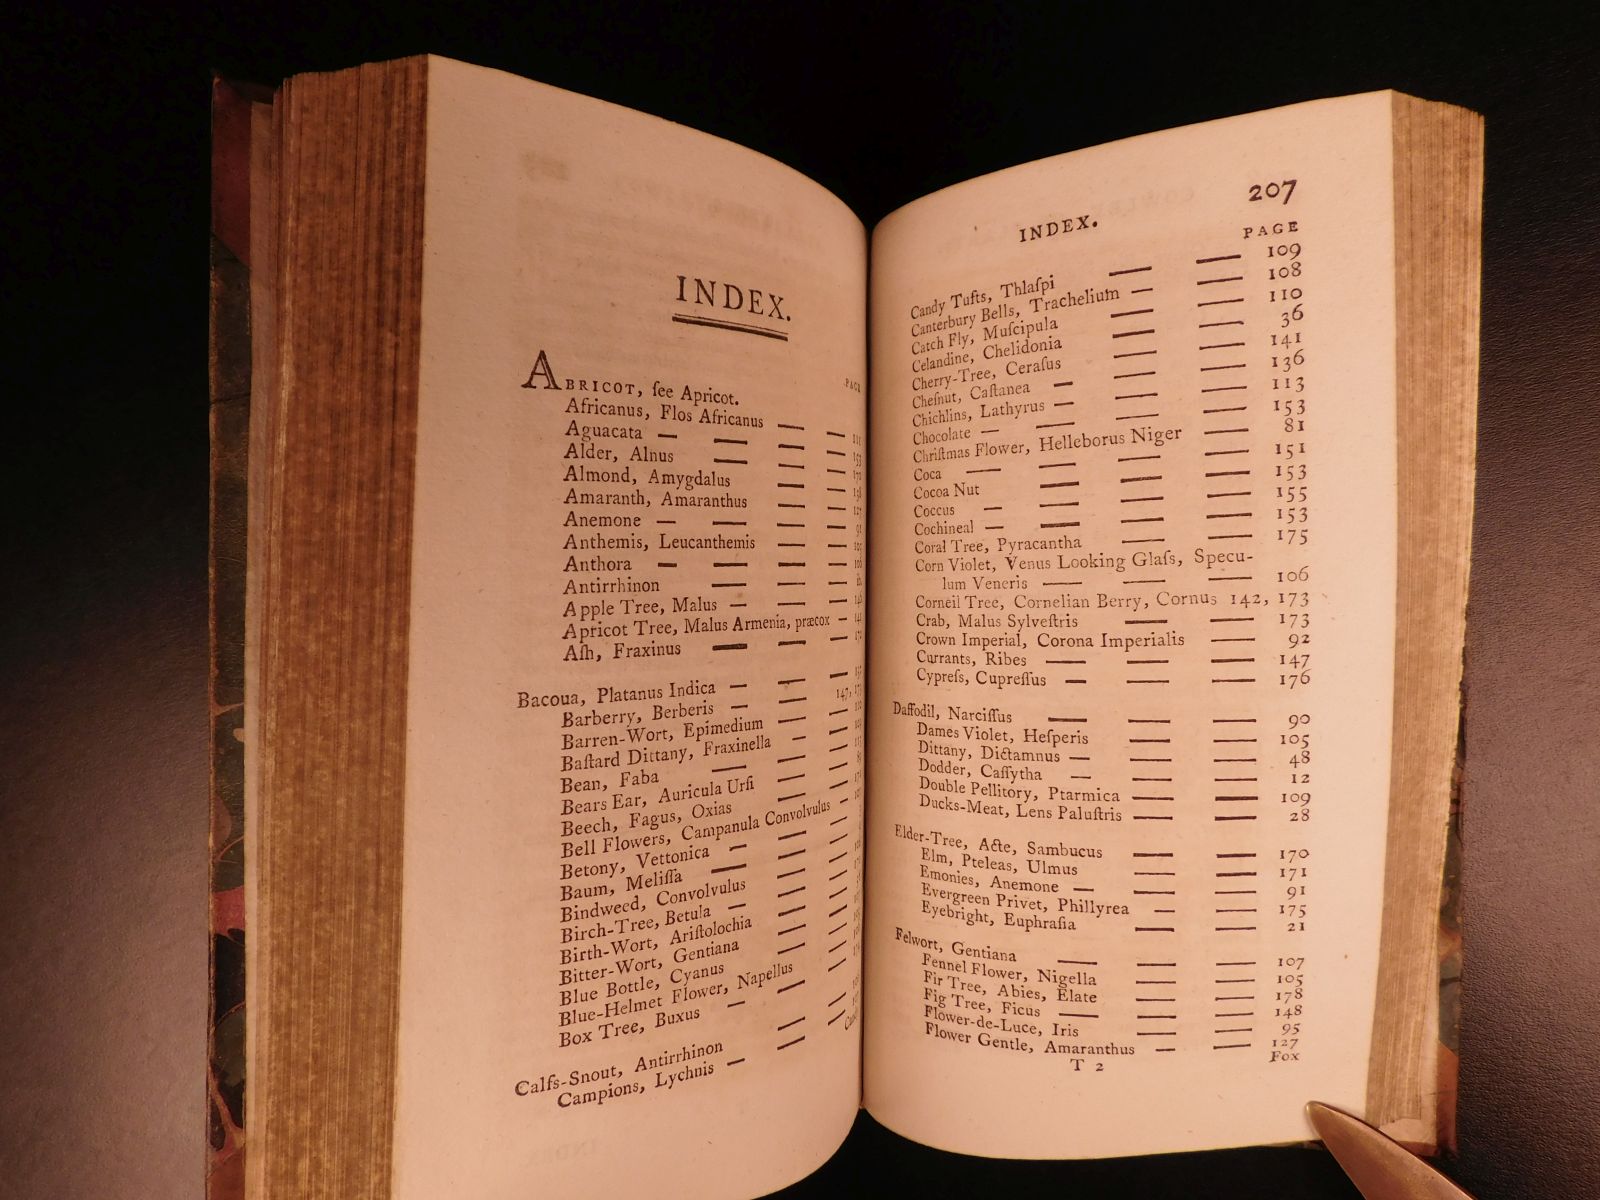 INDEX.
PAGE
ABRICOT, ſee Apricot.
Africanus, Flos Africanus — — 111
Aguacata — — — 153
Alder, Alnus — —
Almond, Amygdalus — —
Amaranth, Amaranthus — — 127
Anemone — — — 91
Anthemis, Leucanthemis — —
Anthora — — — 106
Antirrhinon — — ib.
Apple Tree, Malus — —
Apricot Tree, Malus Armenia, præcox —
Aſh, Fraxinus — —
Bacoua, Platanus Indica — —
Barberry, Berberis — — 147,
Barren-Wort, Epimedium —
Baſtard Dittany, Fraxinella —
Bean, Faba — —
Bears Ear, Auricula Urſi —
Beech, Fagus, Oxias —
Bell Flowers, Campanula Convolvulus —
Betony, Vettonica — —
Baum, Meliſſa — —
Bindweed, Convolvulus —
Birch-Tree, Betula — —
Birth-Wort, Ariſtolochia —
Bitter-Wort, Gentiana —
Blue Bottle, Cyanus —
Blue-Helmet Flower, Napellus —
Box Tree, Buxus — —
Calfs-Snout, Antirrhinon — —
Campions, Lychnis — —
207
INDEX.
PAGE
Candy Tufts, Thlaſpi — — 109
Canterbury Bells, Trachelium — — 108
Catch Fly, Muſcipula — — 110
Celandine, Chelidonia — — 36
Cherry-Tree, Ceraſus — — 141
Cheſnut, Caſtanea — — — 136
Chichlins, Lathyrus — — — 113
Chocolate — — — 153
Chriſtmas Flower, Helleborus Niger — 81
Coca — — — — 151
Cocoa Nut — — — 153
Coccus — — — — 155
Cochineal — — — — 153
Coral Tree, Pyracantha — — 175
Corn Violet, Venus Looking Glaſs, Specu-
lum Veneris — — — 106
Corneil Tree, Cornelian Berry, Cornus 142, 173
Crab, Malus Sylveſtris — — 173
Crown Imperial, Corona Imperialis — 92
Currants, Ribes — — — 147
Cypreſs, Cupreſſus — — — 176
Daffodil, Narciſſus — — — 90
Dames Violet, Heſperis — — 105
Dittany, Dictamnus — — — 48
Dodder, Caſſytha — — — 12
Double Pellitory, Ptarmica — — 109
Ducks-Meat, Lens Paluſtris — — 28
Elder-Tree, Acte, Sambucus — — 170
Elm, Pteleas, Ulmus — — 171
Emonies, Anemone — — — 91
Evergreen Privet, Phillyrea — — 175
Eyebright, Euphraſia — — 21
Felwort, Gentiana — — — 107
Fennel Flower, Nigella — — 105
Fir Tree, Abies, Elate — — 178
Fig Tree, Ficus — — — 148
Flower-de-Luce, Iris — — 95
Flower Gentle, Amaranthus — — 127
T 2 Fox